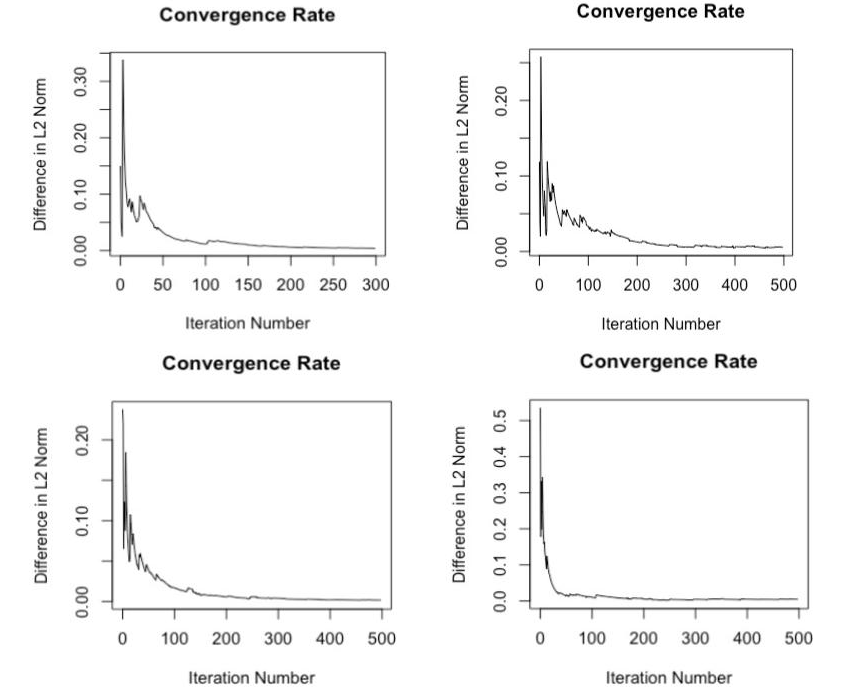 Convergence Rate
Difference in L2 Norm
0.00 0.10 0.20 0.30
0 50 100 150 200 250 300
Iteration Number
Convergence Rate
Difference in L2 Norm
0.00 0.10 0.20
0 100 200 300 400 500
Iteration Number
Convergence Rate
Difference in L2 Norm
0.00 0.10 0.20
0 100 200 300 400 500
Iteration Number
Convergence Rate
Difference in L2 Norm
0.0 0.1 0.2 0.3 0.4 0.5
0 100 200 300 400 500
Iteration Number